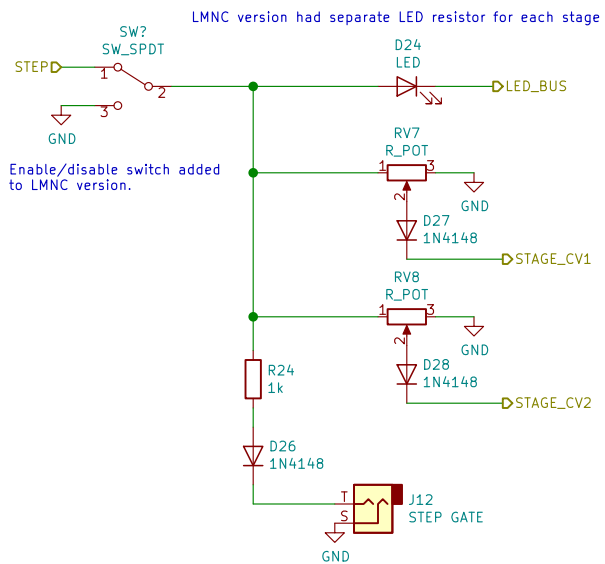 LMNC version had separate LED resistor for each stage
SW?
SW_SPDT
STEP
1
2
3
GND
D24
LED
LED_BUS
Enable/disable switch added
to LMNC version.
RV7
R_POT
1
3
2
GND
D27
1N4148
STAGE_CV1
RV8
R_POT
1
3
2
GND
D28
1N4148
STAGE_CV2
R24
1k
D26
1N4148
T
S
J12
STEP GATE
GND